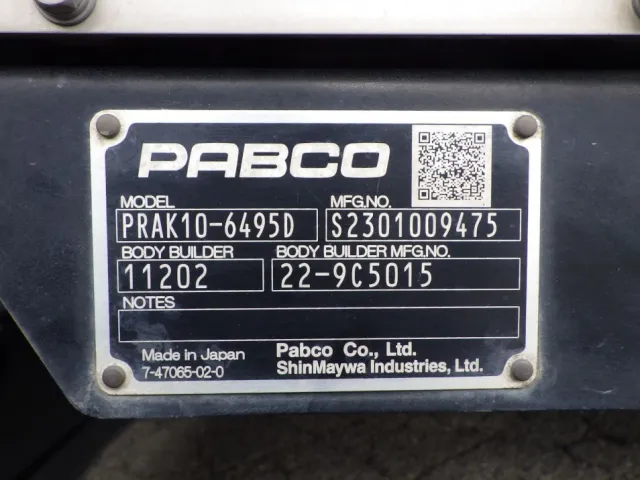 PABCO
MODEL MFG.NO.
PRAK10-6495D S2301009475
BODY BUILDER BODY BUILDER MFG.NO.
11202 22-9C5015
NOTES
Made in Japan Pabco Co., Ltd.
7-47065-02-0 ShinMaywa Industries, Ltd.